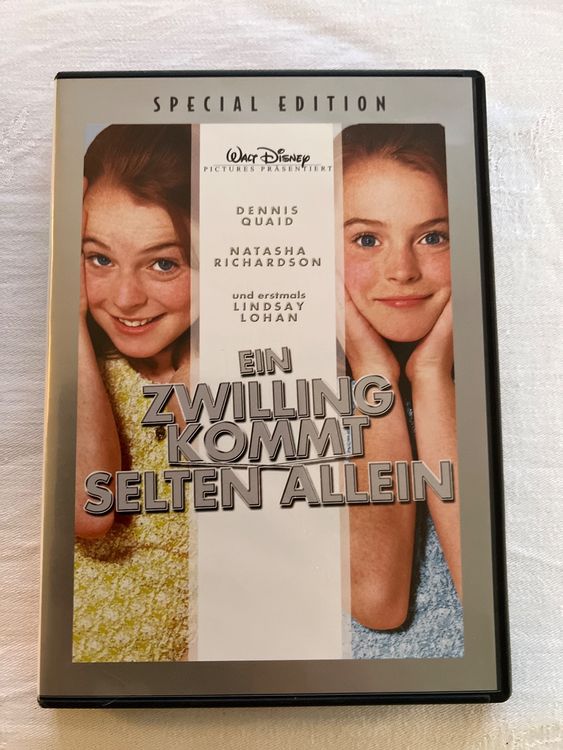 SPECIAL EDITION
WALT DISNEY
PICTURES PRÄSENTIERT
DENNIS
QUAID
NATASHA
RICHARDSON
und erstmals
LINDSAY
LOHAN
EIN
ZWILLING
KOMMT
SELTEN ALLEIN